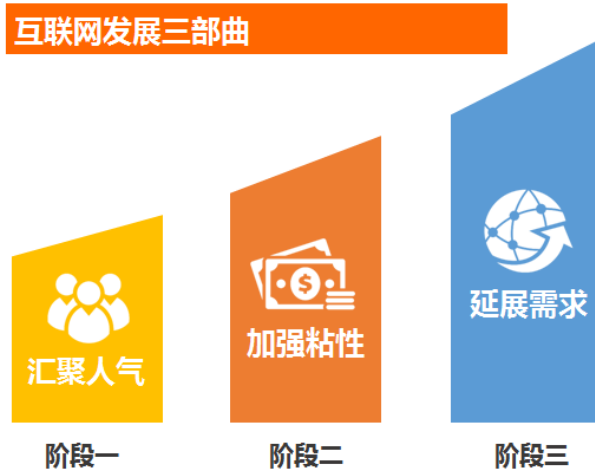 互联网发展三部曲
汇聚人气
加强粘性
延展需求
阶段一
阶段二
阶段三